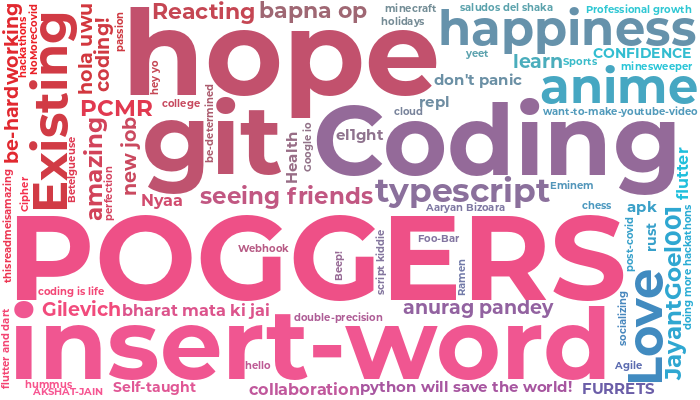 be-hardworking
hackathons
NoMoreCovid
Existing
hola uwu
coding!
passion
Reacting
bapna op
minecraft
holidays
saludos del shaka
Professional growth
hope
happiness
yeet
learn
Sports
CONFIDENCE
minesweeper
hey yo
don't panic
anime
PCMR
college
be-determined
git
repl
cloud
want-to-make-youtube-video
Coding
el1ght
Google io
Health
Betelgeuse
amazing
perfection
new job
Nyaa
seeing friends
typescript
Eminem
flutter
thisreadmeisamazing
Cipher
Aaryan Bizoara
chess
apk
POGGERS
Webhook
Beep!
script kiddie
Foo-Bar
Ramen
post-covid
rust
JayantGoel001
doing more hackathons
coding is life
Gilevich
bharat mata ki jai
double-precision
anurag pandey
socializing
Love
flutter and dart
insert-word
hello
Agile
hummus
AKSHAT-JAIN
Self-taught
collaboration
python will save the world!
FURRETS